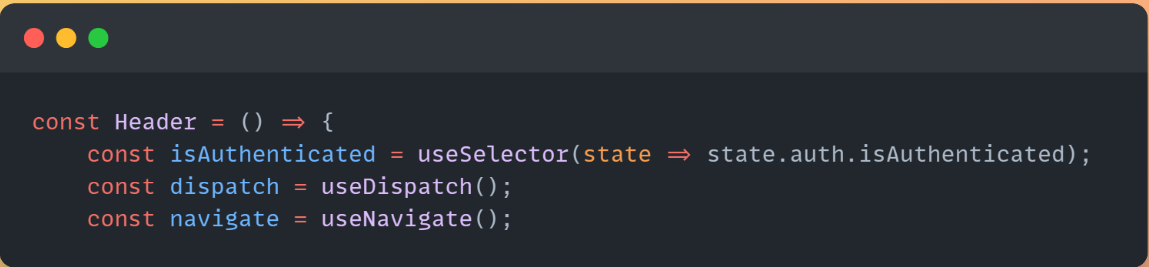 const Header = () => {
    const isAuthenticated = useSelector(state => state.auth.isAuthenticated);
    const dispatch = useDispatch();
    const navigate = useNavigate();